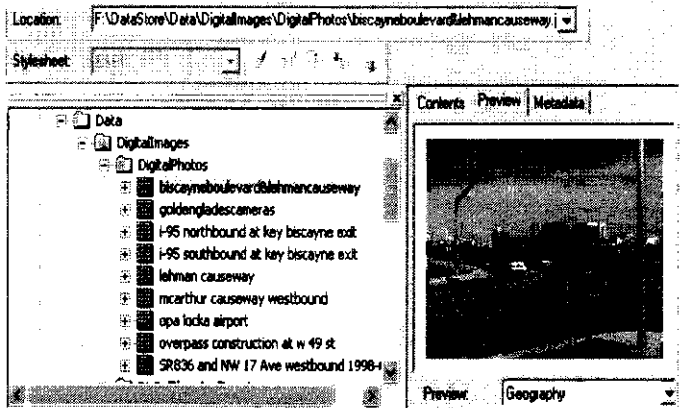 Location: F:\DataStore\Data\DigitalImages\DigitalPhotos\biscayneboulevard&lehmancauseway.j
Stylesheet:
Contents Preview Metadata
Data
DigitalImages
DigitalPhotos
biscayneboulevard&lehmancauseway
goldengladescameras
i-95 northbound at key biscayne exit
i-95 southbound at key biscayne exit
lehman causeway
mcarthur causeway westbound
opa locka airport
overpass construction at w 49 st
SR836 and NW 17 Ave westbound 1998-
Preview: Geography